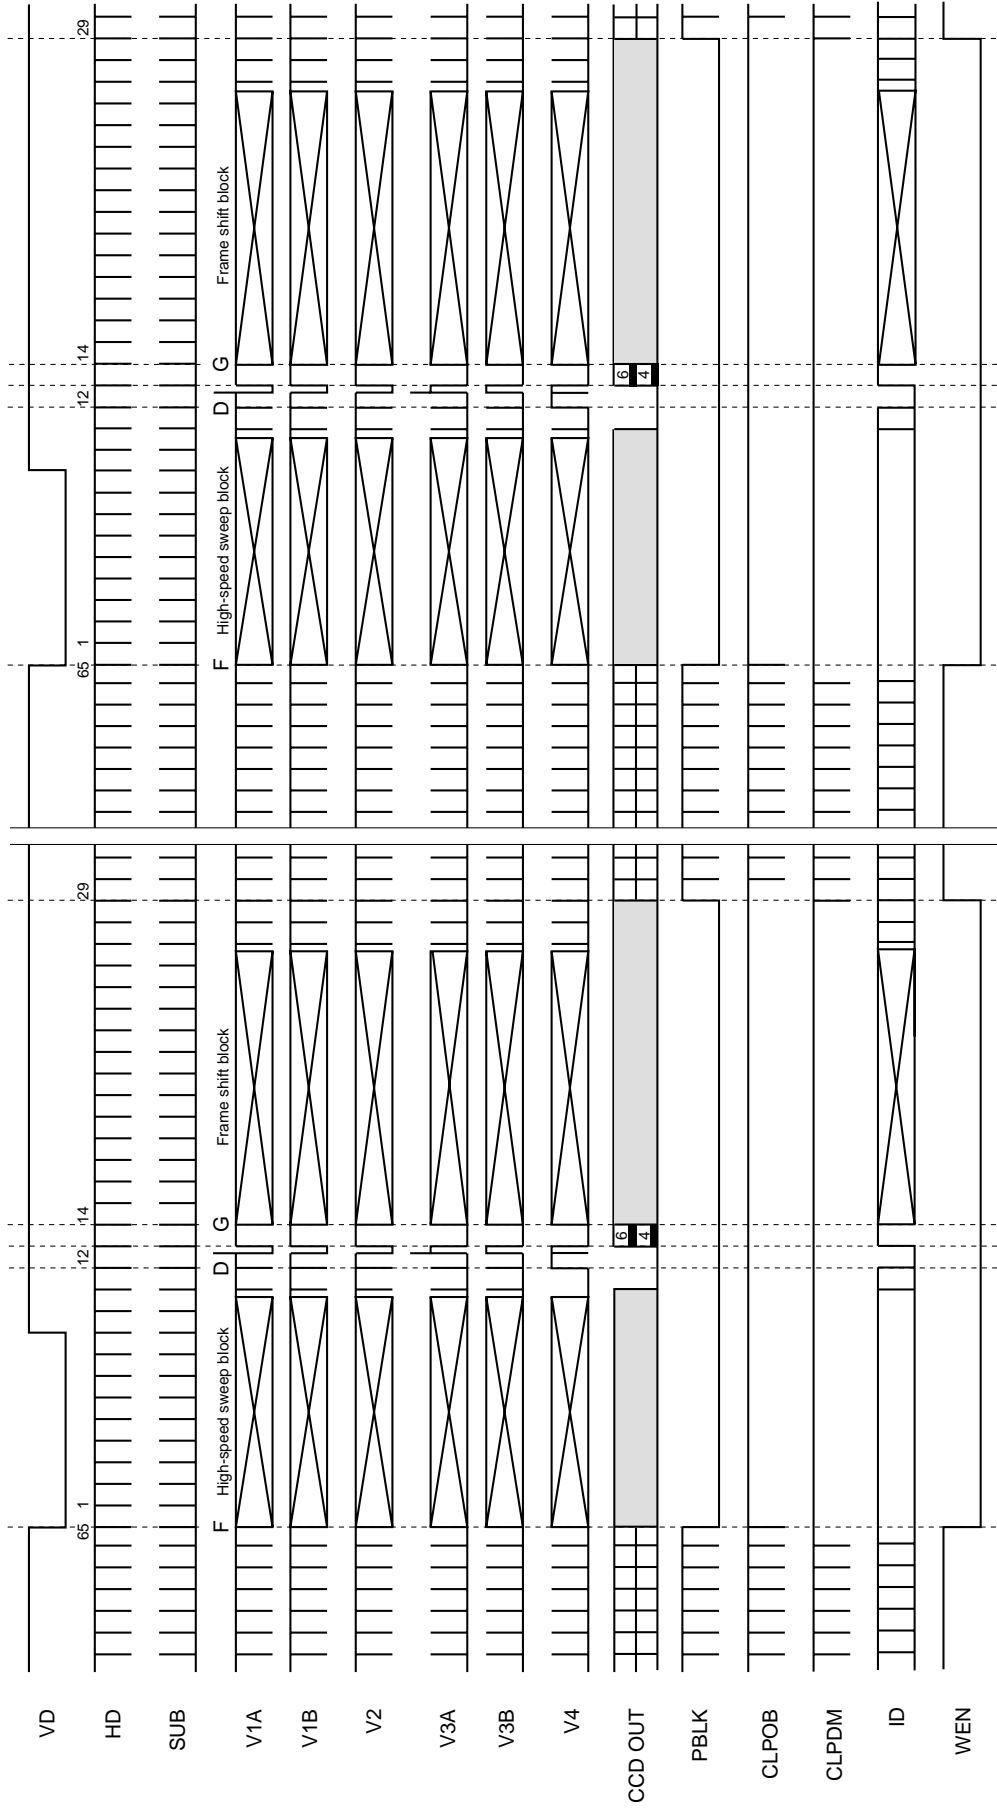 VD
65 1 12 14 29 65 1 12 14 29
HD
SUB
F D G F D G
High-speed sweep block Frame shift block High-speed sweep block Frame shift block
V1A
V1B
V2
V3A
V3B
V4
6 6
CCD OUT
4 4
PBLK
CLPOB
CLPDM
ID
WEN